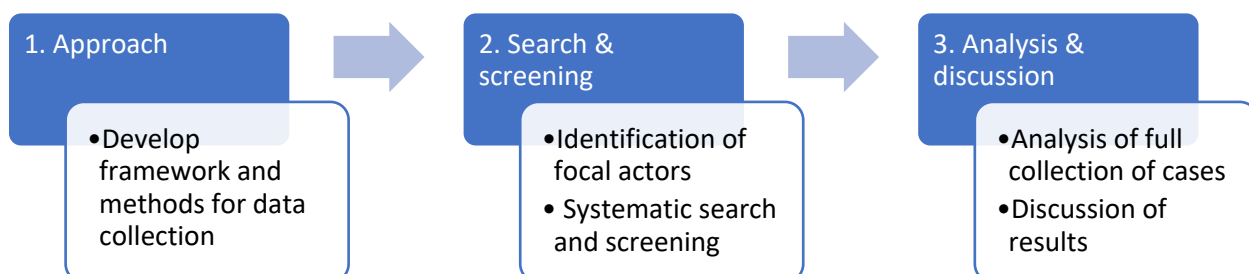 1. Approach
•Develop
framework and
methods for data
collection
2. Search &
screening
•Identification of
focal actors
• Systematic search
and screening
3. Analysis &
discussion
•Analysis of full
collection of cases
•Discussion of
results